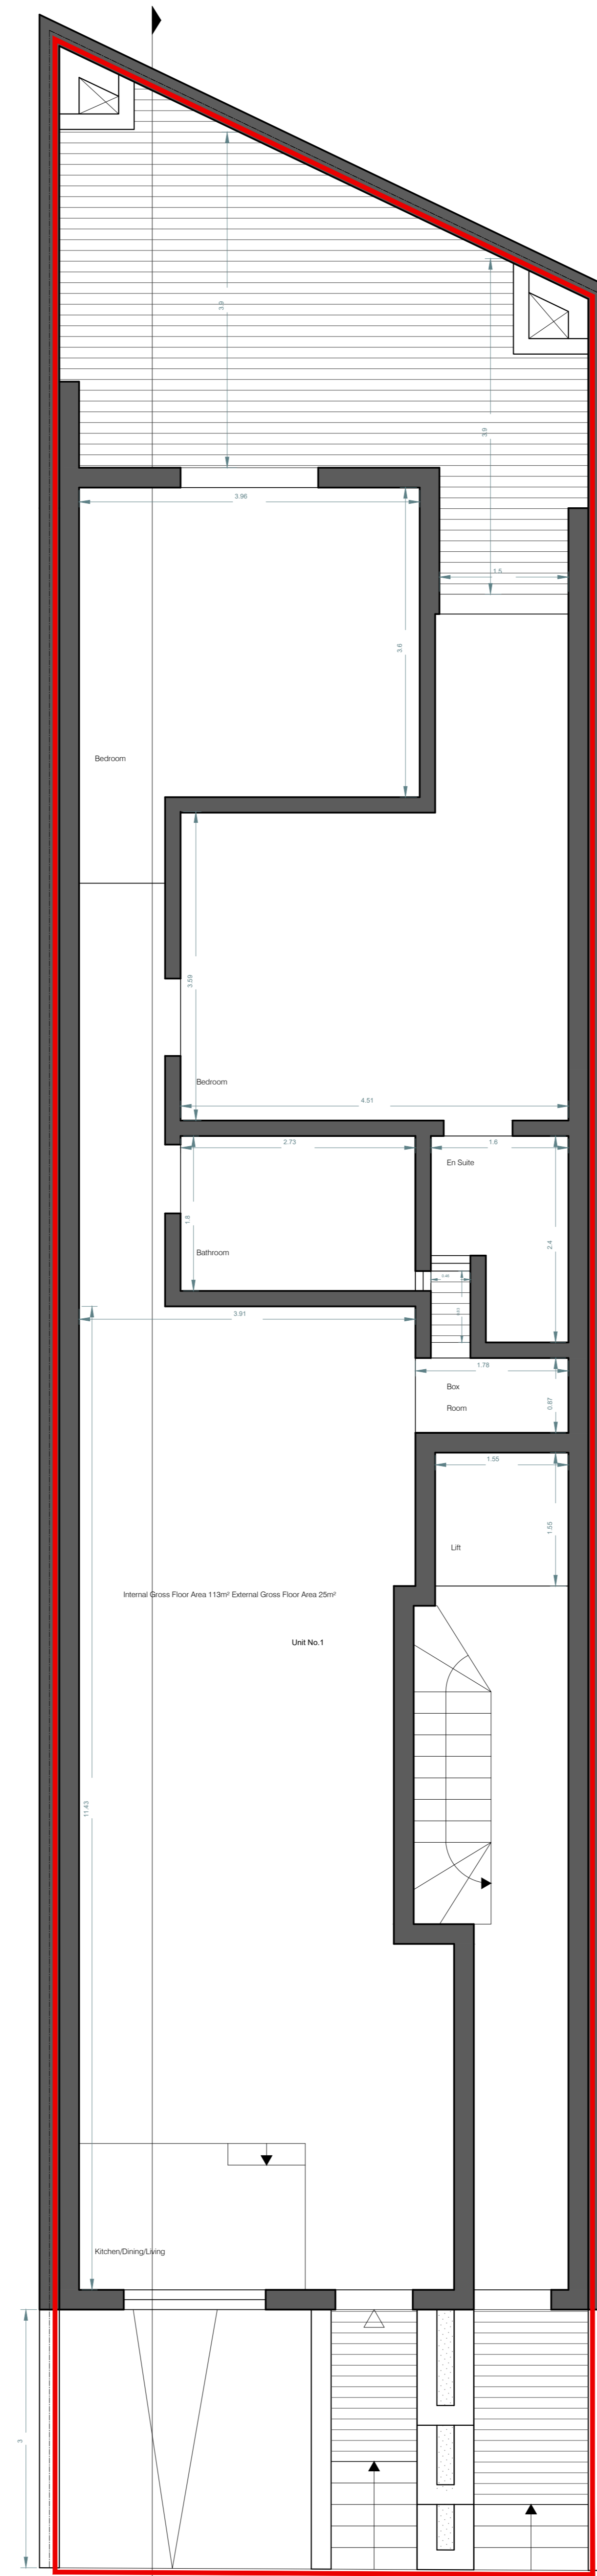 3.9
3.9
3.96
1.5
3.6
Bedroom
3.59
Bedroom
4.51
2.73
1.6
En Suite
1.8
2.4
Bathroom
3.91
1.78
Box
Room
0.87
1.55
1.55
Lift
Internal Gross Floor Area 113m² External Gross Floor Area 25m²
Unit No.1
11.43
Kitchen/Dining/Living
3